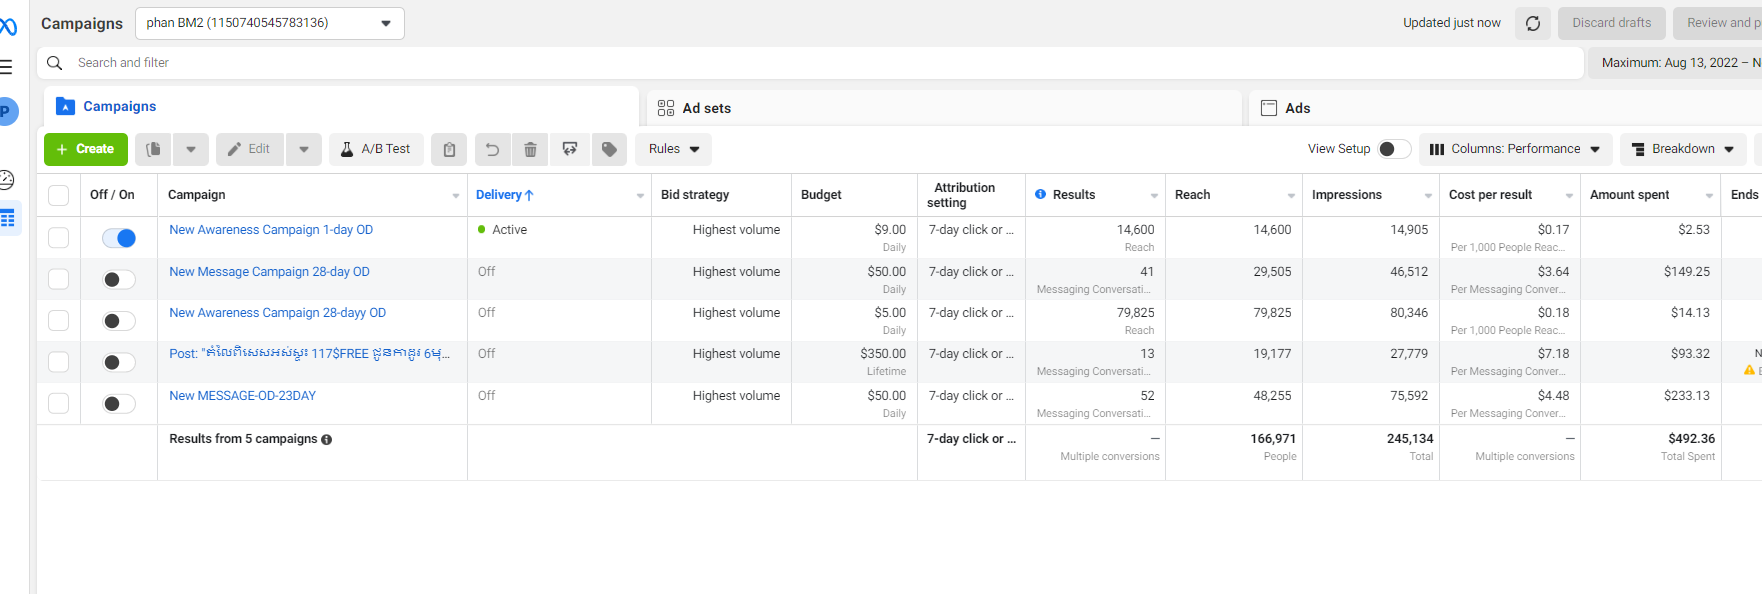 Campaigns phan BM2 (1150740545783136) Updated just now Discard drafts Review and p
Search and filter Maximum: Aug 13, 2022 – N
P
Campaigns Ad sets Ads
+ Create Edit A/B Test Rules View Setup Columns: Performance Breakdown
Off / On Campaign Delivery↑ Bid strategy Budget Attribution setting Results Reach Impressions Cost per result Amount spent Ends
New Awareness Campaign 1-day OD Active Highest volume $9.00 7-day click or ... 14,600 14,600 14,905 $0.17 $2.53
Daily Reach Per 1,000 People Reac...
New Message Campaign 28-day OD Off Highest volume $50.00 7-day click or ... 41 29,505 46,512 $3.64 $149.25
Daily Messaging Conversati... Per Messaging Conver...
New Awareness Campaign 28-dayy OD Off Highest volume $5.00 7-day click or ... 79,825 79,825 80,346 $0.18 $14.13
Daily Reach Per 1,000 People Reac...
Post: "តំលៃពិសេសអស់ស្ទះ 117$FREE ជូនកាដូរ 6មុ... Off Highest volume $350.00 7-day click or ... 13 19,177 27,779 $7.18 $93.32 N
Lifetime Messaging Conversati... Per Messaging Conver... E
New MESSAGE-OD-23DAY Off Highest volume $50.00 7-day click or ... 52 48,255 75,592 $4.48 $233.13
Daily Messaging Conversati... Per Messaging Conver...
Results from 5 campaigns 7-day click or ... — 166,971 245,134 — $492.36
Multiple conversions People Total Multiple conversions Total Spent